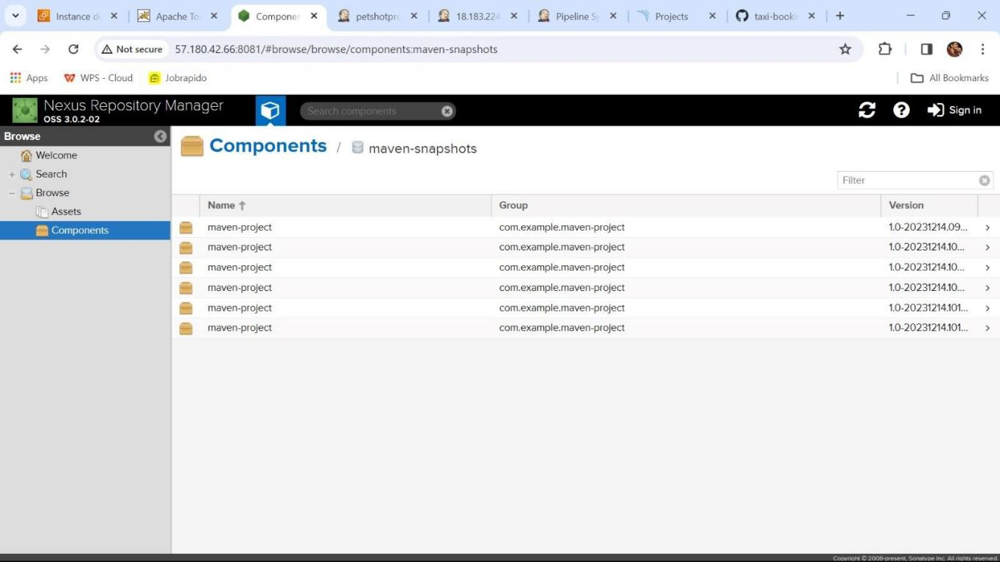 Instance de
Apache To
Componer
petshotpro
18.183.224
Pipeline Sy
Projects
taxi-bookin
Not secure
57.180.42.66:8081/#browse/browse/components:maven-snapshots
Apps
WPS - Cloud
Jobrapido
All Bookmarks
Nexus Repository Manager
OSS 3.0.2-02
Search components
Sign in
Browse
Welcome
Search
Browse
Assets
Components
Components / maven-snapshots
Filter
Name Group Version
maven-project com.example.maven-project 1.0-20231214.09...
maven-project com.example.maven-project 1.0-20231214.10...
maven-project com.example.maven-project 1.0-20231214.10...
maven-project com.example.maven-project 1.0-20231214.10...
maven-project com.example.maven-project 1.0-20231214.101...
maven-project com.example.maven-project 1.0-20231214.101...
Copyright © 2008-present, Sonatype Inc. All rights reserved.